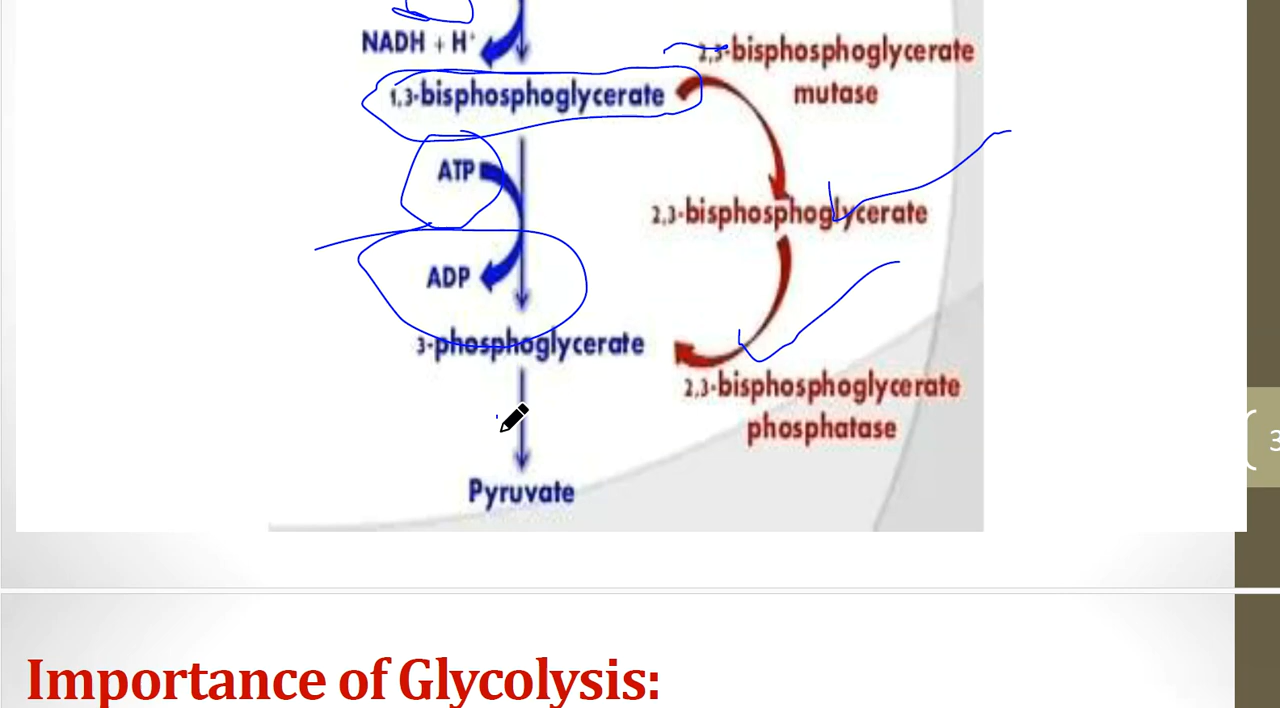 NADH + H⁺
2,3-bisphosphoglycerate
mutase
1,3-bisphosphoglycerate
ATP
2,3-bisphosphoglycerate
ADP
3-phosphoglycerate
2,3-bisphosphoglycerate
phosphatase
Pyruvate
Importance of Glycolysis: